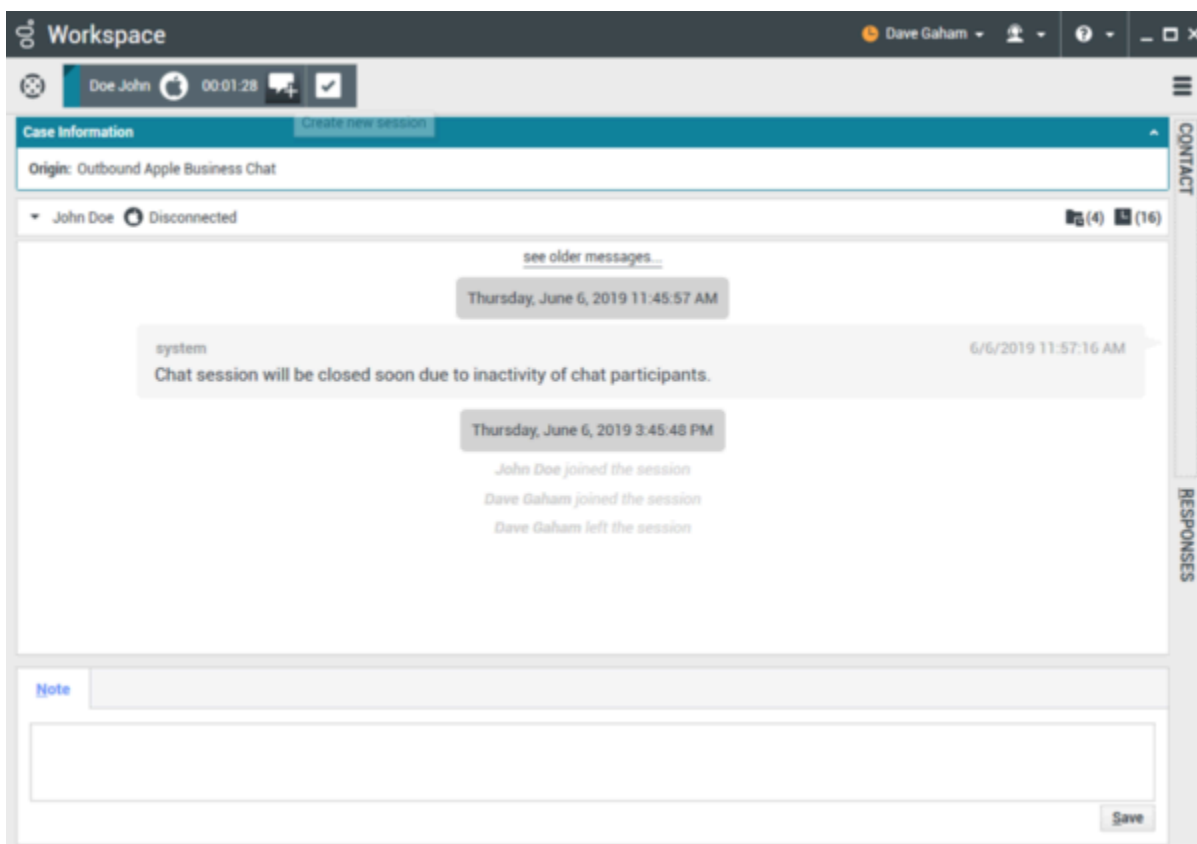 Workspace
Dave Gaham
Doe John 00:01:28
Create new session
Case Information
Origin: Outbound Apple Business Chat
John Doe Disconnected (4) (16)
see older messages...
Thursday, June 6, 2019 11:45:57 AM
system 6/6/2019 11:57:16 AM
Chat session will be closed soon due to inactivity of chat participants.
Thursday, June 6, 2019 3:45:48 PM
John Doe joined the session
Dave Gaham joined the session
Dave Gaham left the session
CONTACT
RESPONSES
Note
Save